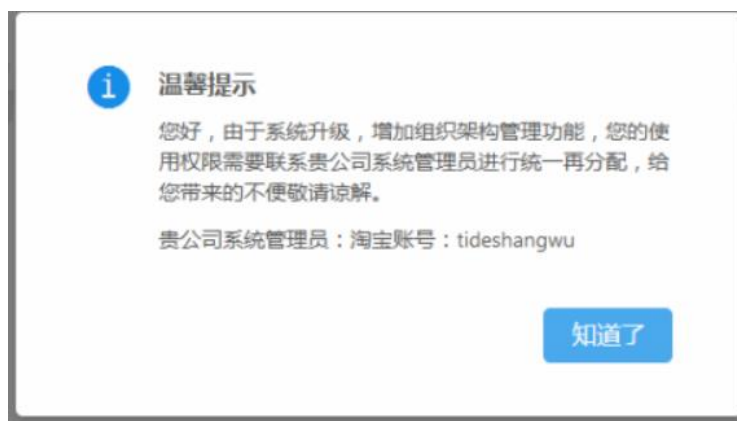 温馨提示
您好，由于系统升级，增加组织架构管理功能，您的使
用权限需要联系贵公司系统管理员进行统一再分配，给
您带来的不便敬请谅解。
贵公司系统管理员：淘宝账号：tideshangwu
知道了